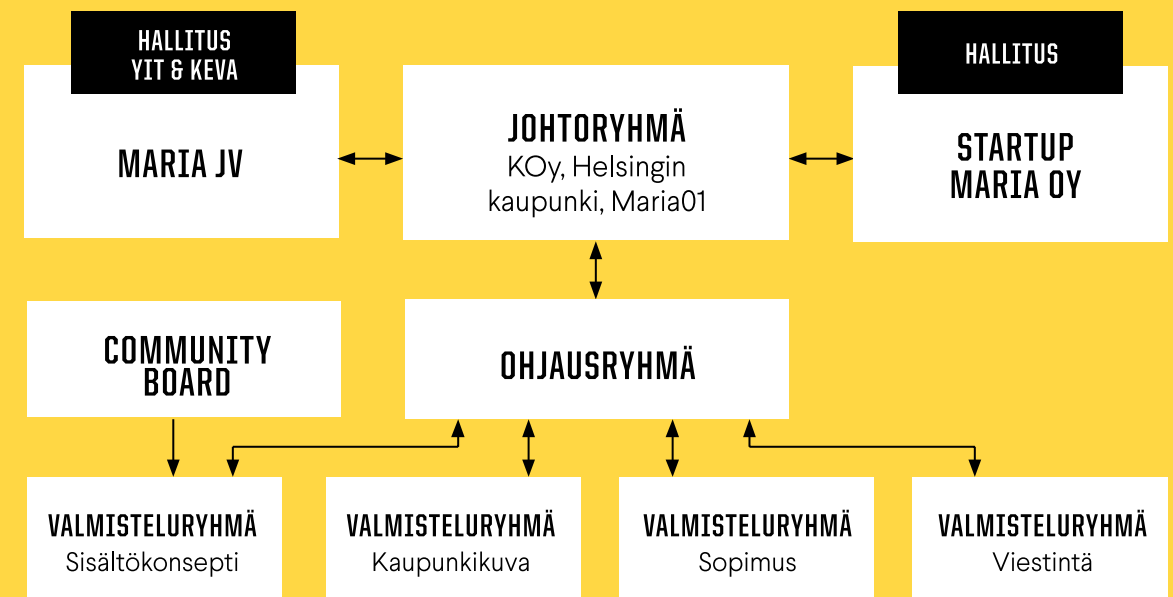 HALLITUS
YIT & KEVA
MARIA JV
JOHTORYHMÄ
KOy, Helsingin
kaupunki, Maria01
HALLITUS
STARTUP
MARIA OY
COMMUNITY
BOARD
OHJAUSRYHMÄ
VALMISTELURYHMÄ
Sisältökonsepti
VALMISTELURYHMÄ
Kaupunkikuva
VALMISTELURYHMÄ
Sopimus
VALMISTELURYHMÄ
Viestintä